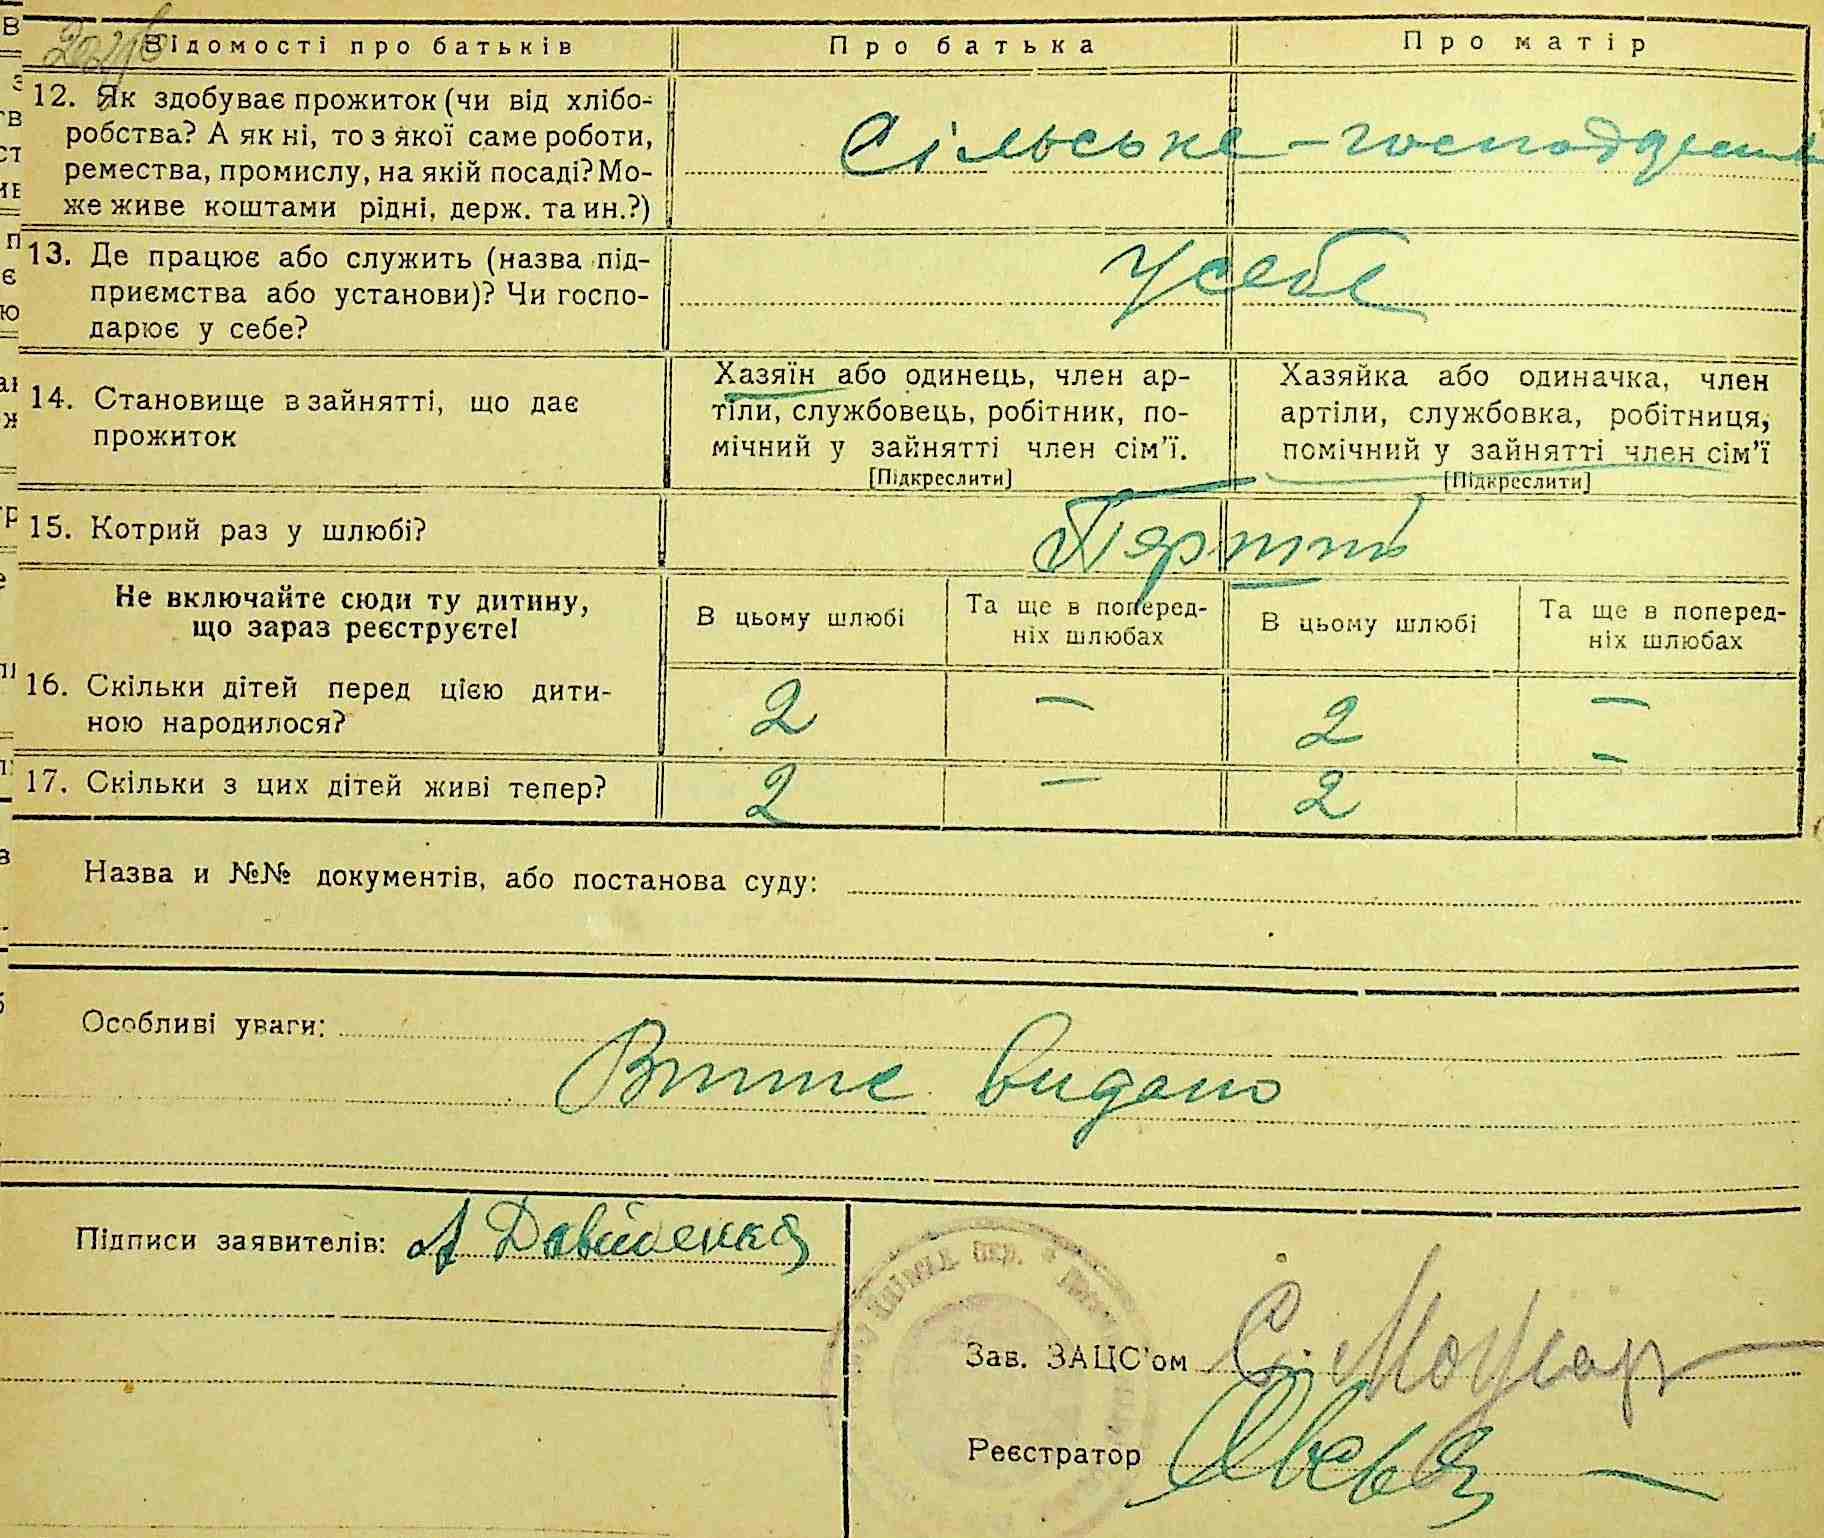 Відомості про батьків
Про батька
Про матір
12. Як здобуває прожиток (чи від хлібо-
робства? А як ні, то з якої саме роботи,
ремества, промислу, на якій посаді? Мо-
же живе коштами рідні, держ. та ин.?)
Сільське-господарство
13. Де працює або служить (назва під-
приємства або установи)? Чи госпо-
дарює у себе?
У себе
14. Становище в зайнятті, що дає
прожиток
Хазяїн або одинець, член ар-
тіли, службовець, робітник, по-
мічний у зайнятті член сім'ї.
[Підкреслити]
Хазяйка або одиначка, член
артіли, службовка, робітниця,
помічний у зайнятті член сім'ї
[Підкреслити]
15. Котрий раз у шлюбі?
Перший
Не включайте сюди ту дитину,
що зараз реєструєте!
В цьому шлюбі
Та ще в поперед-
ніх шлюбах
В цьому шлюбі
Та ще в поперед-
ніх шлюбах
16. Скільки дітей перед цією дити-
ною народилося?
2 — 2 —
17. Скільки з цих дітей живі тепер?
2 — 2 —
Назва и №№ документів, або постанова суду:
Особливі уваги:
Витяг видано
Підписи заявителів: А Давиденко
Зав. ЗАЦС'ом
Реєстратор